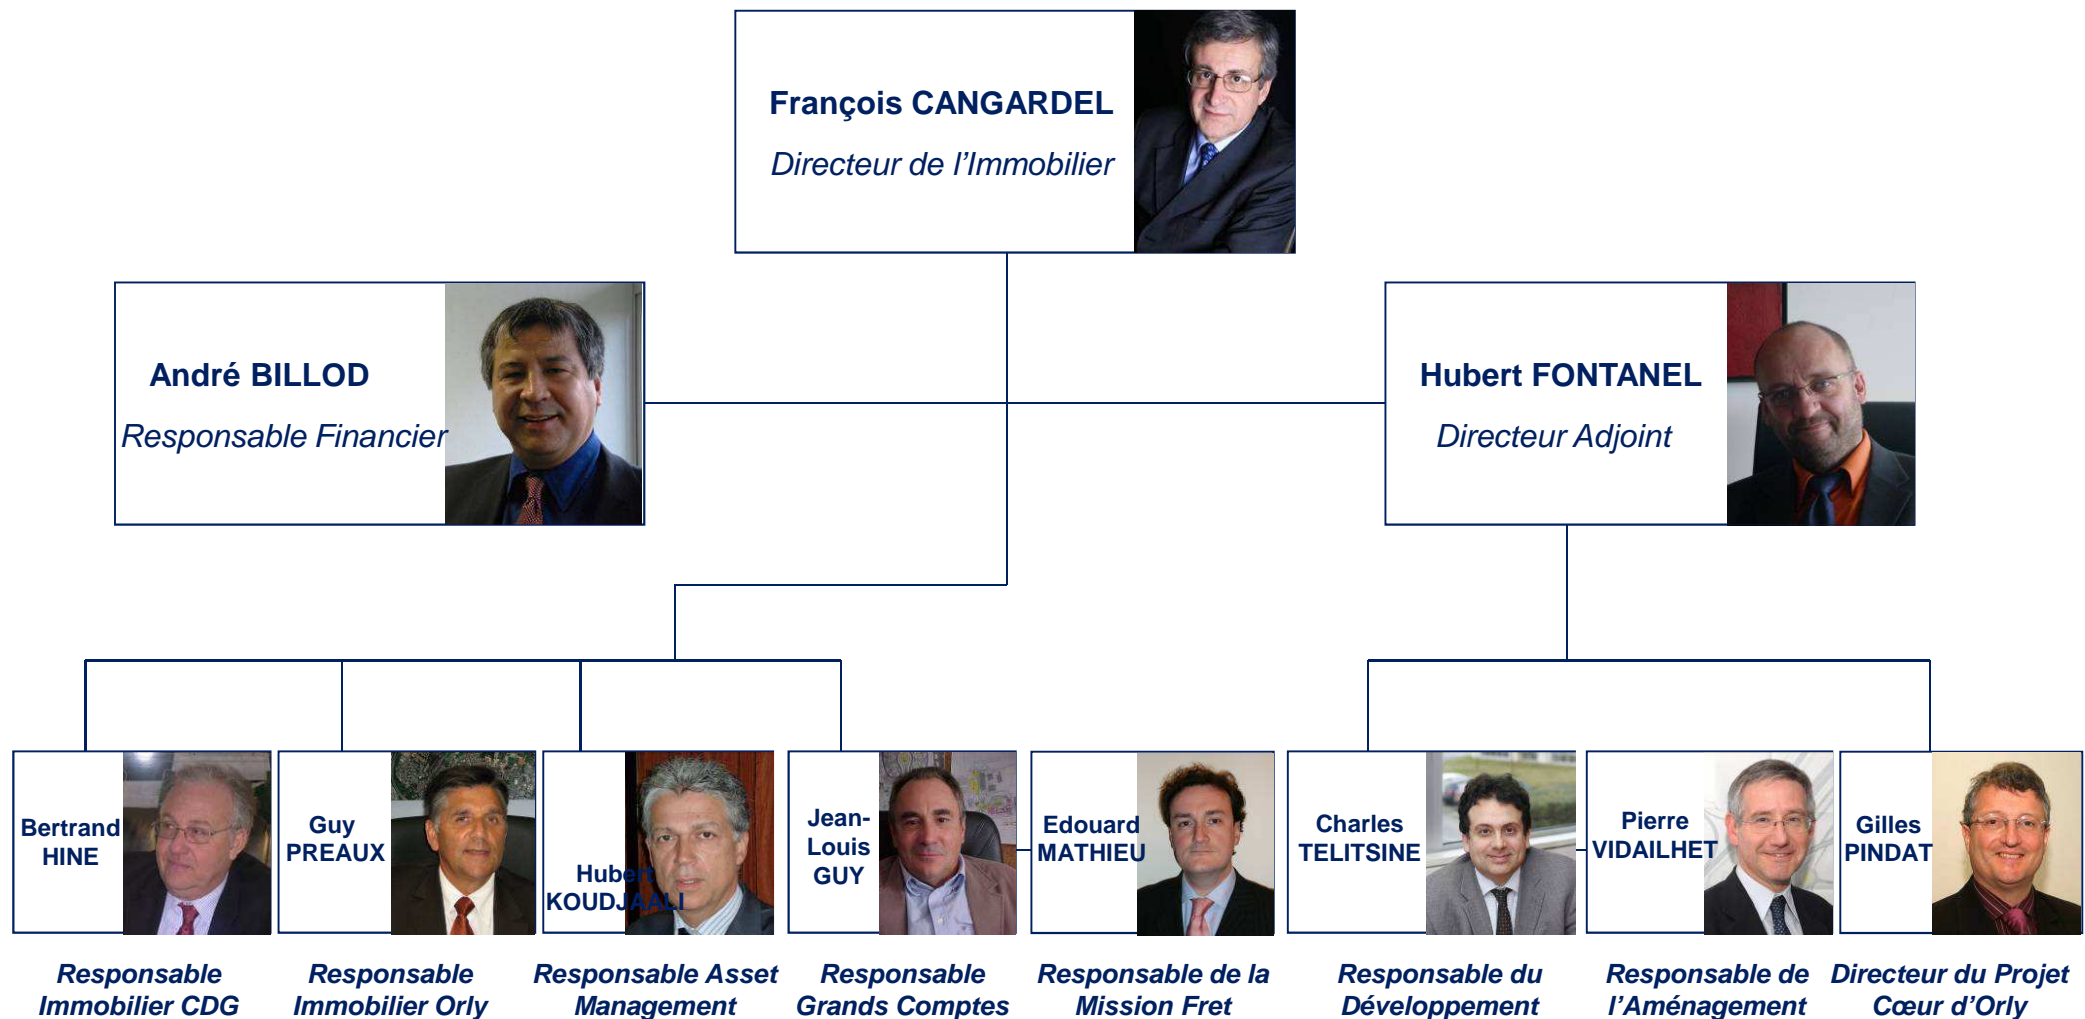 François CANGARDEL
Directeur de l’Immobilier
André BILLOD
Responsable Financier
Hubert FONTANEL
Directeur Adjoint
Bertrand
HINE
Guy
PREAUX
Hubert
KOUDJAALI
Jean-
Louis
GUY
Edouard
MATHIEU
Charles
TELITSINE
Pierre
VIDAILHET
Gilles
PINDAT
Responsable
Immobilier CDG
Responsable
Immobilier Orly
Responsable Asset
Management
Responsable
Grands Comptes
Responsable de la
Mission Fret
Responsable du
Développement
Responsable de
l’Aménagement
Directeur du Projet
Cœur d’Orly